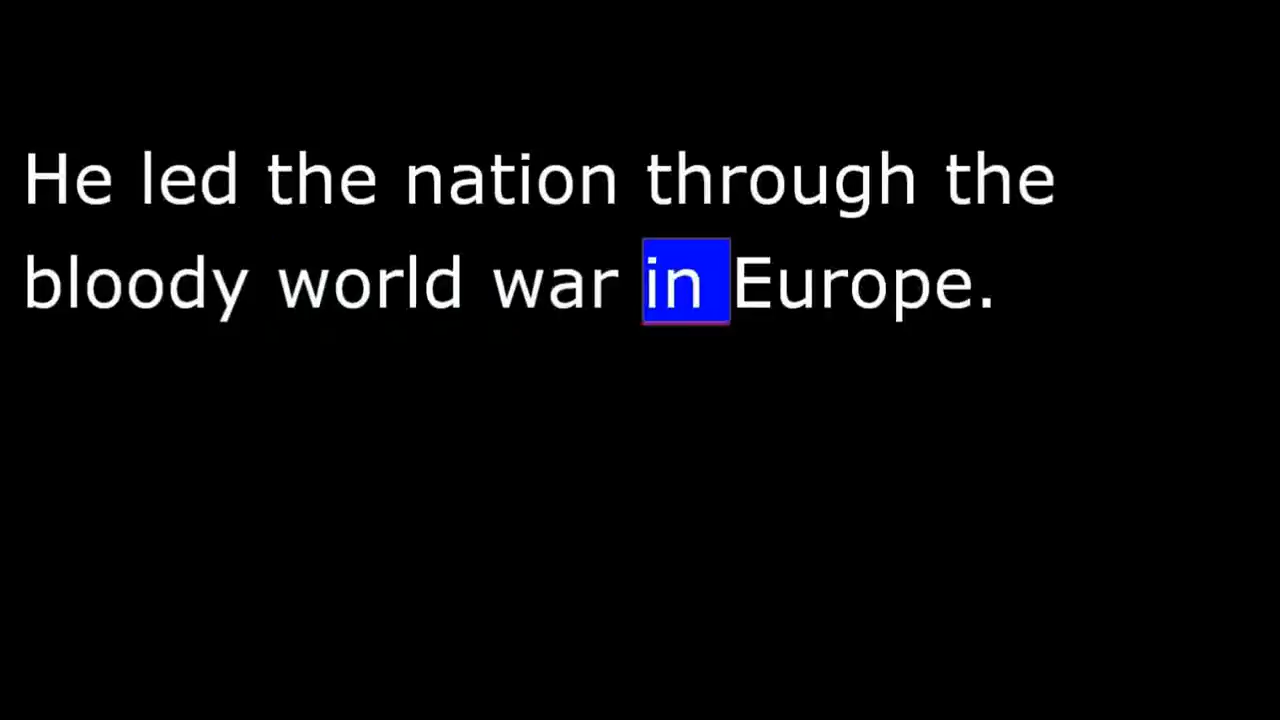 He led the nation through the
bloody world war in Europe.